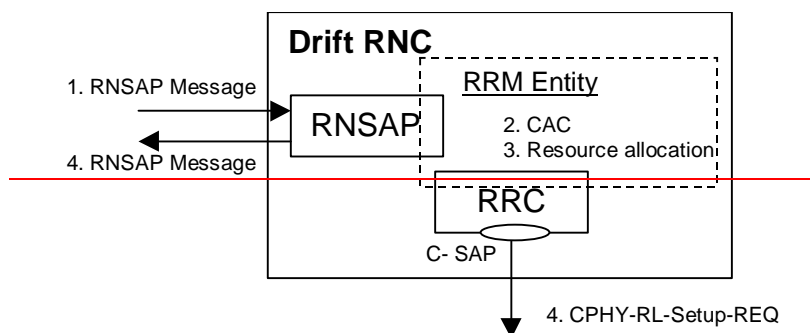 Drift RNC
1. RNSAP Message
RRM Entity
RNSAP
2. CAC
3. Resource allocation
4. RNSAP Message
RRC
C- SAP
4. CPHY-RL-Setup-REQ